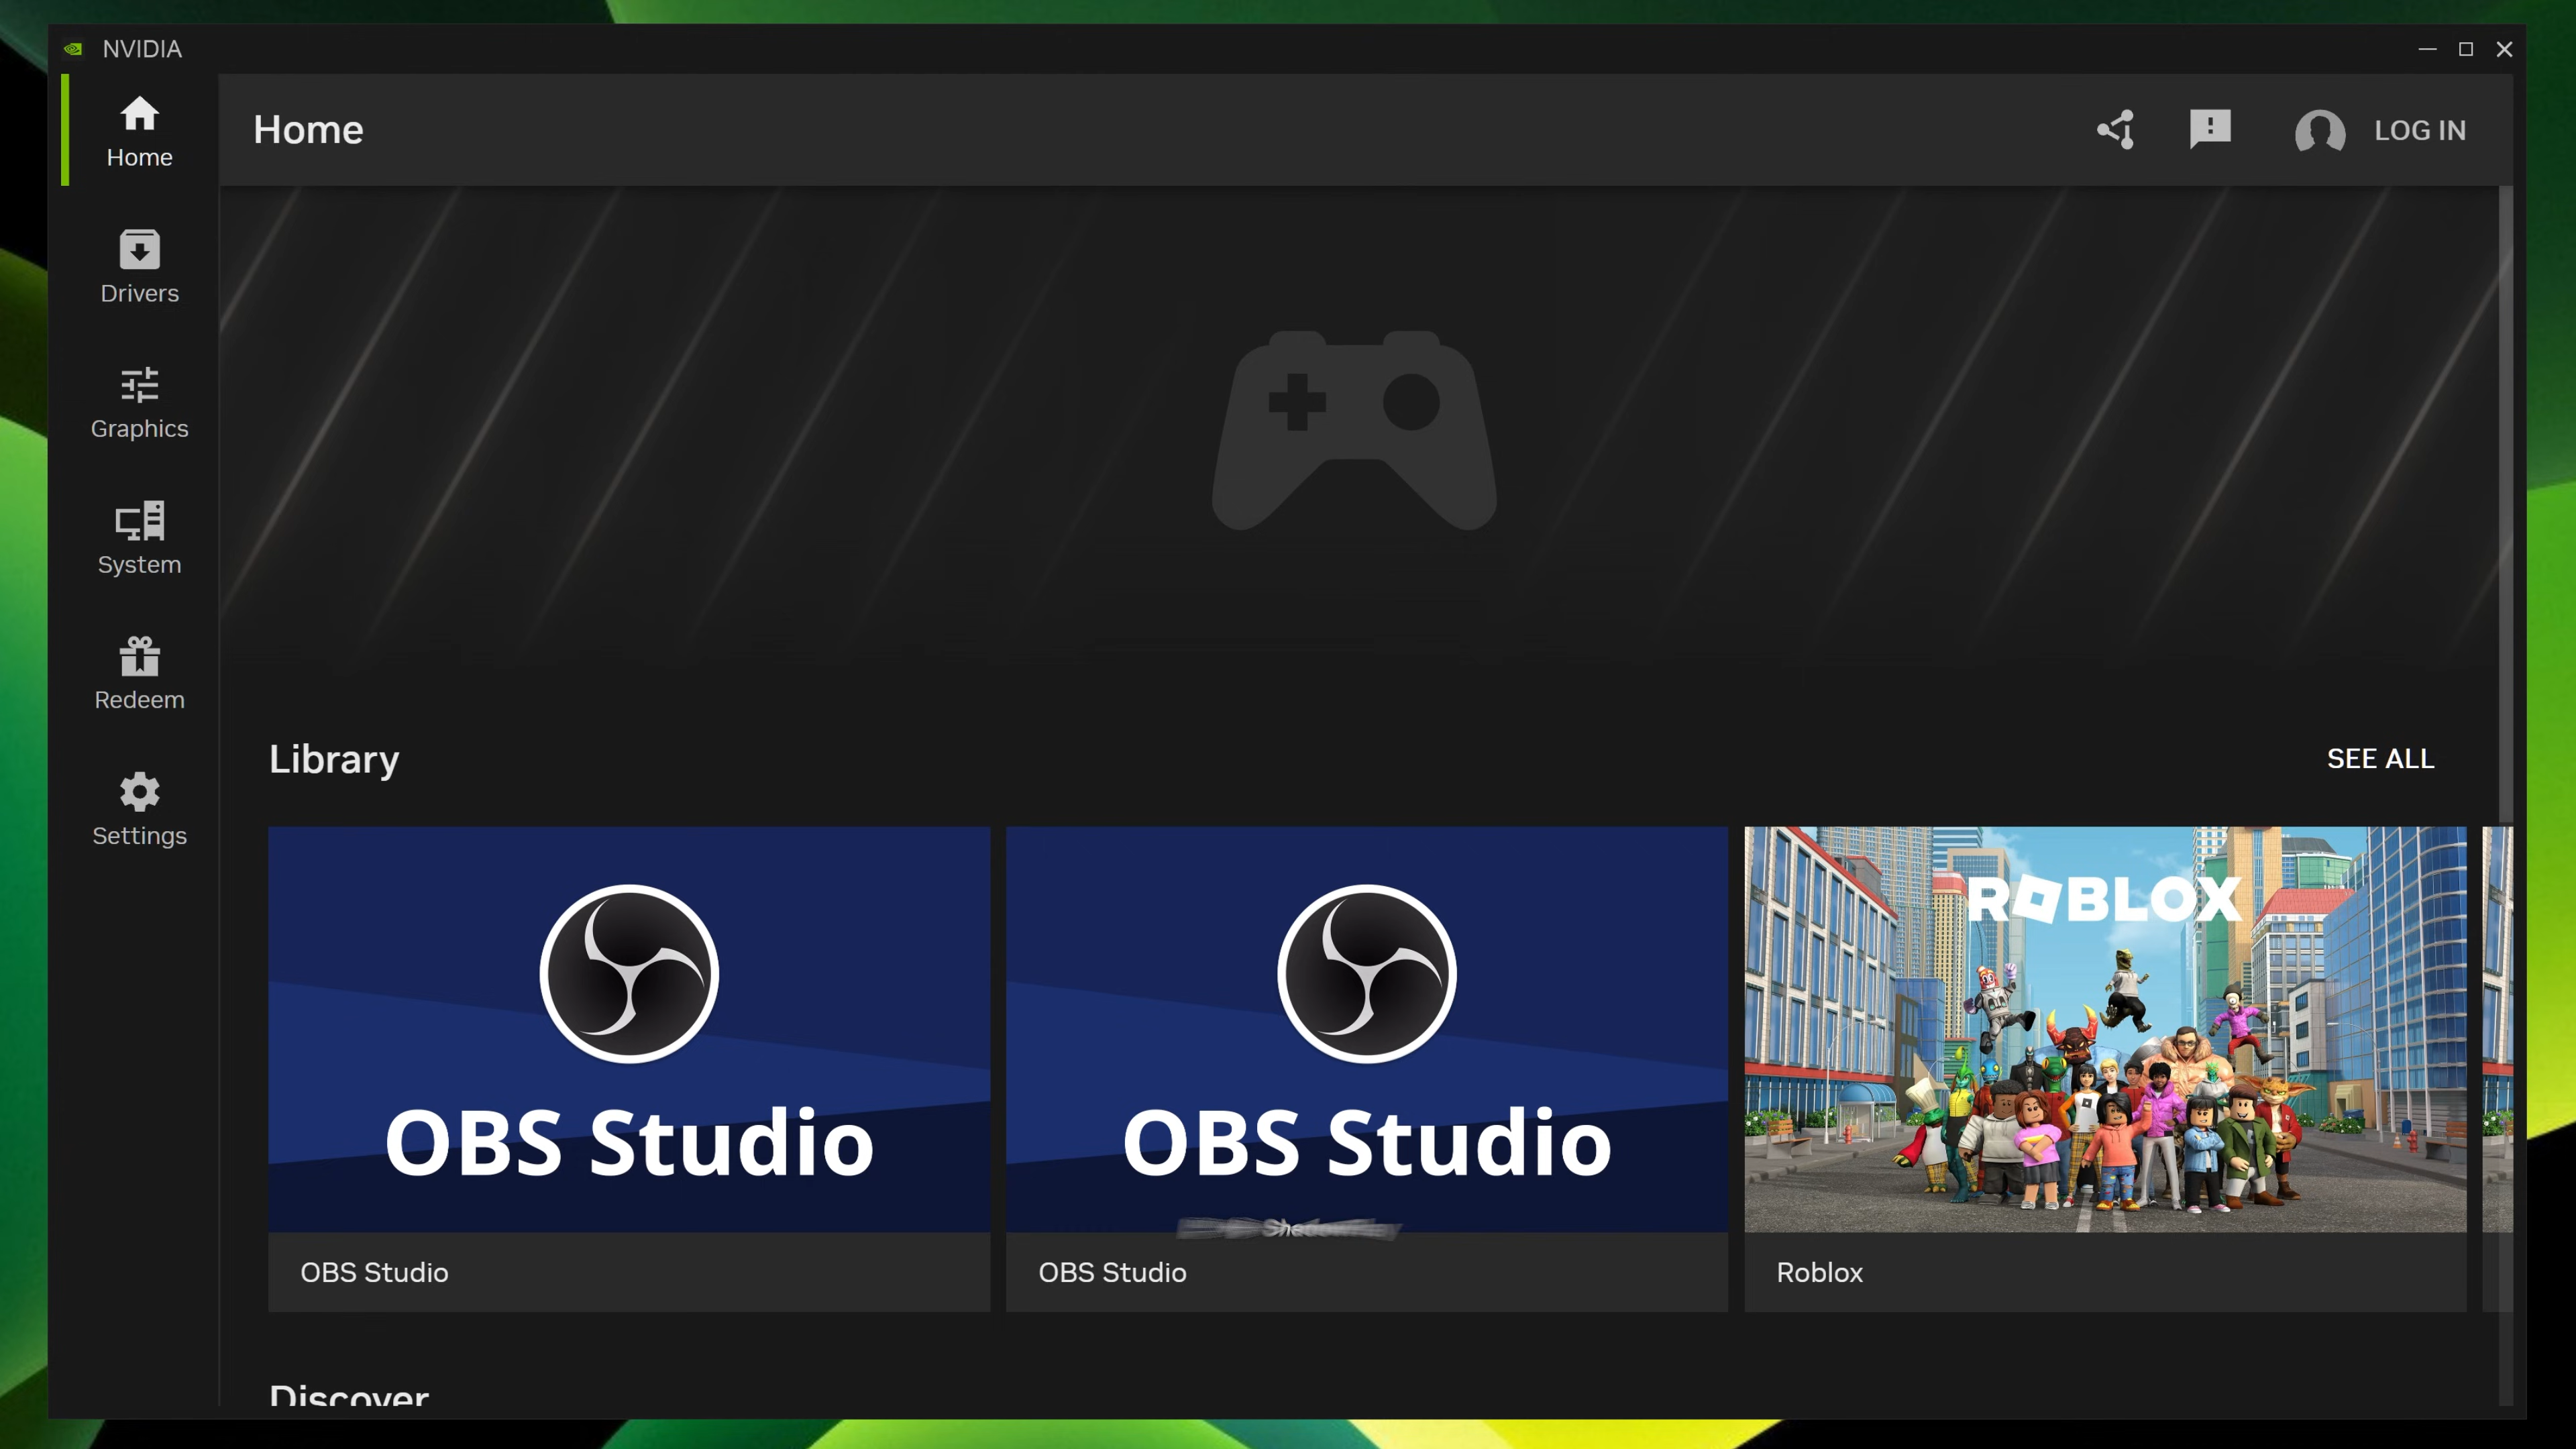 NVIDIA
Home
Home
LOG IN
Drivers
Graphics
System
Redeem
Settings
Library
SEE ALL
OBS Studio
OBS Studio
ROBLOX
OBS Studio
OBS Studio
Roblox
Discover